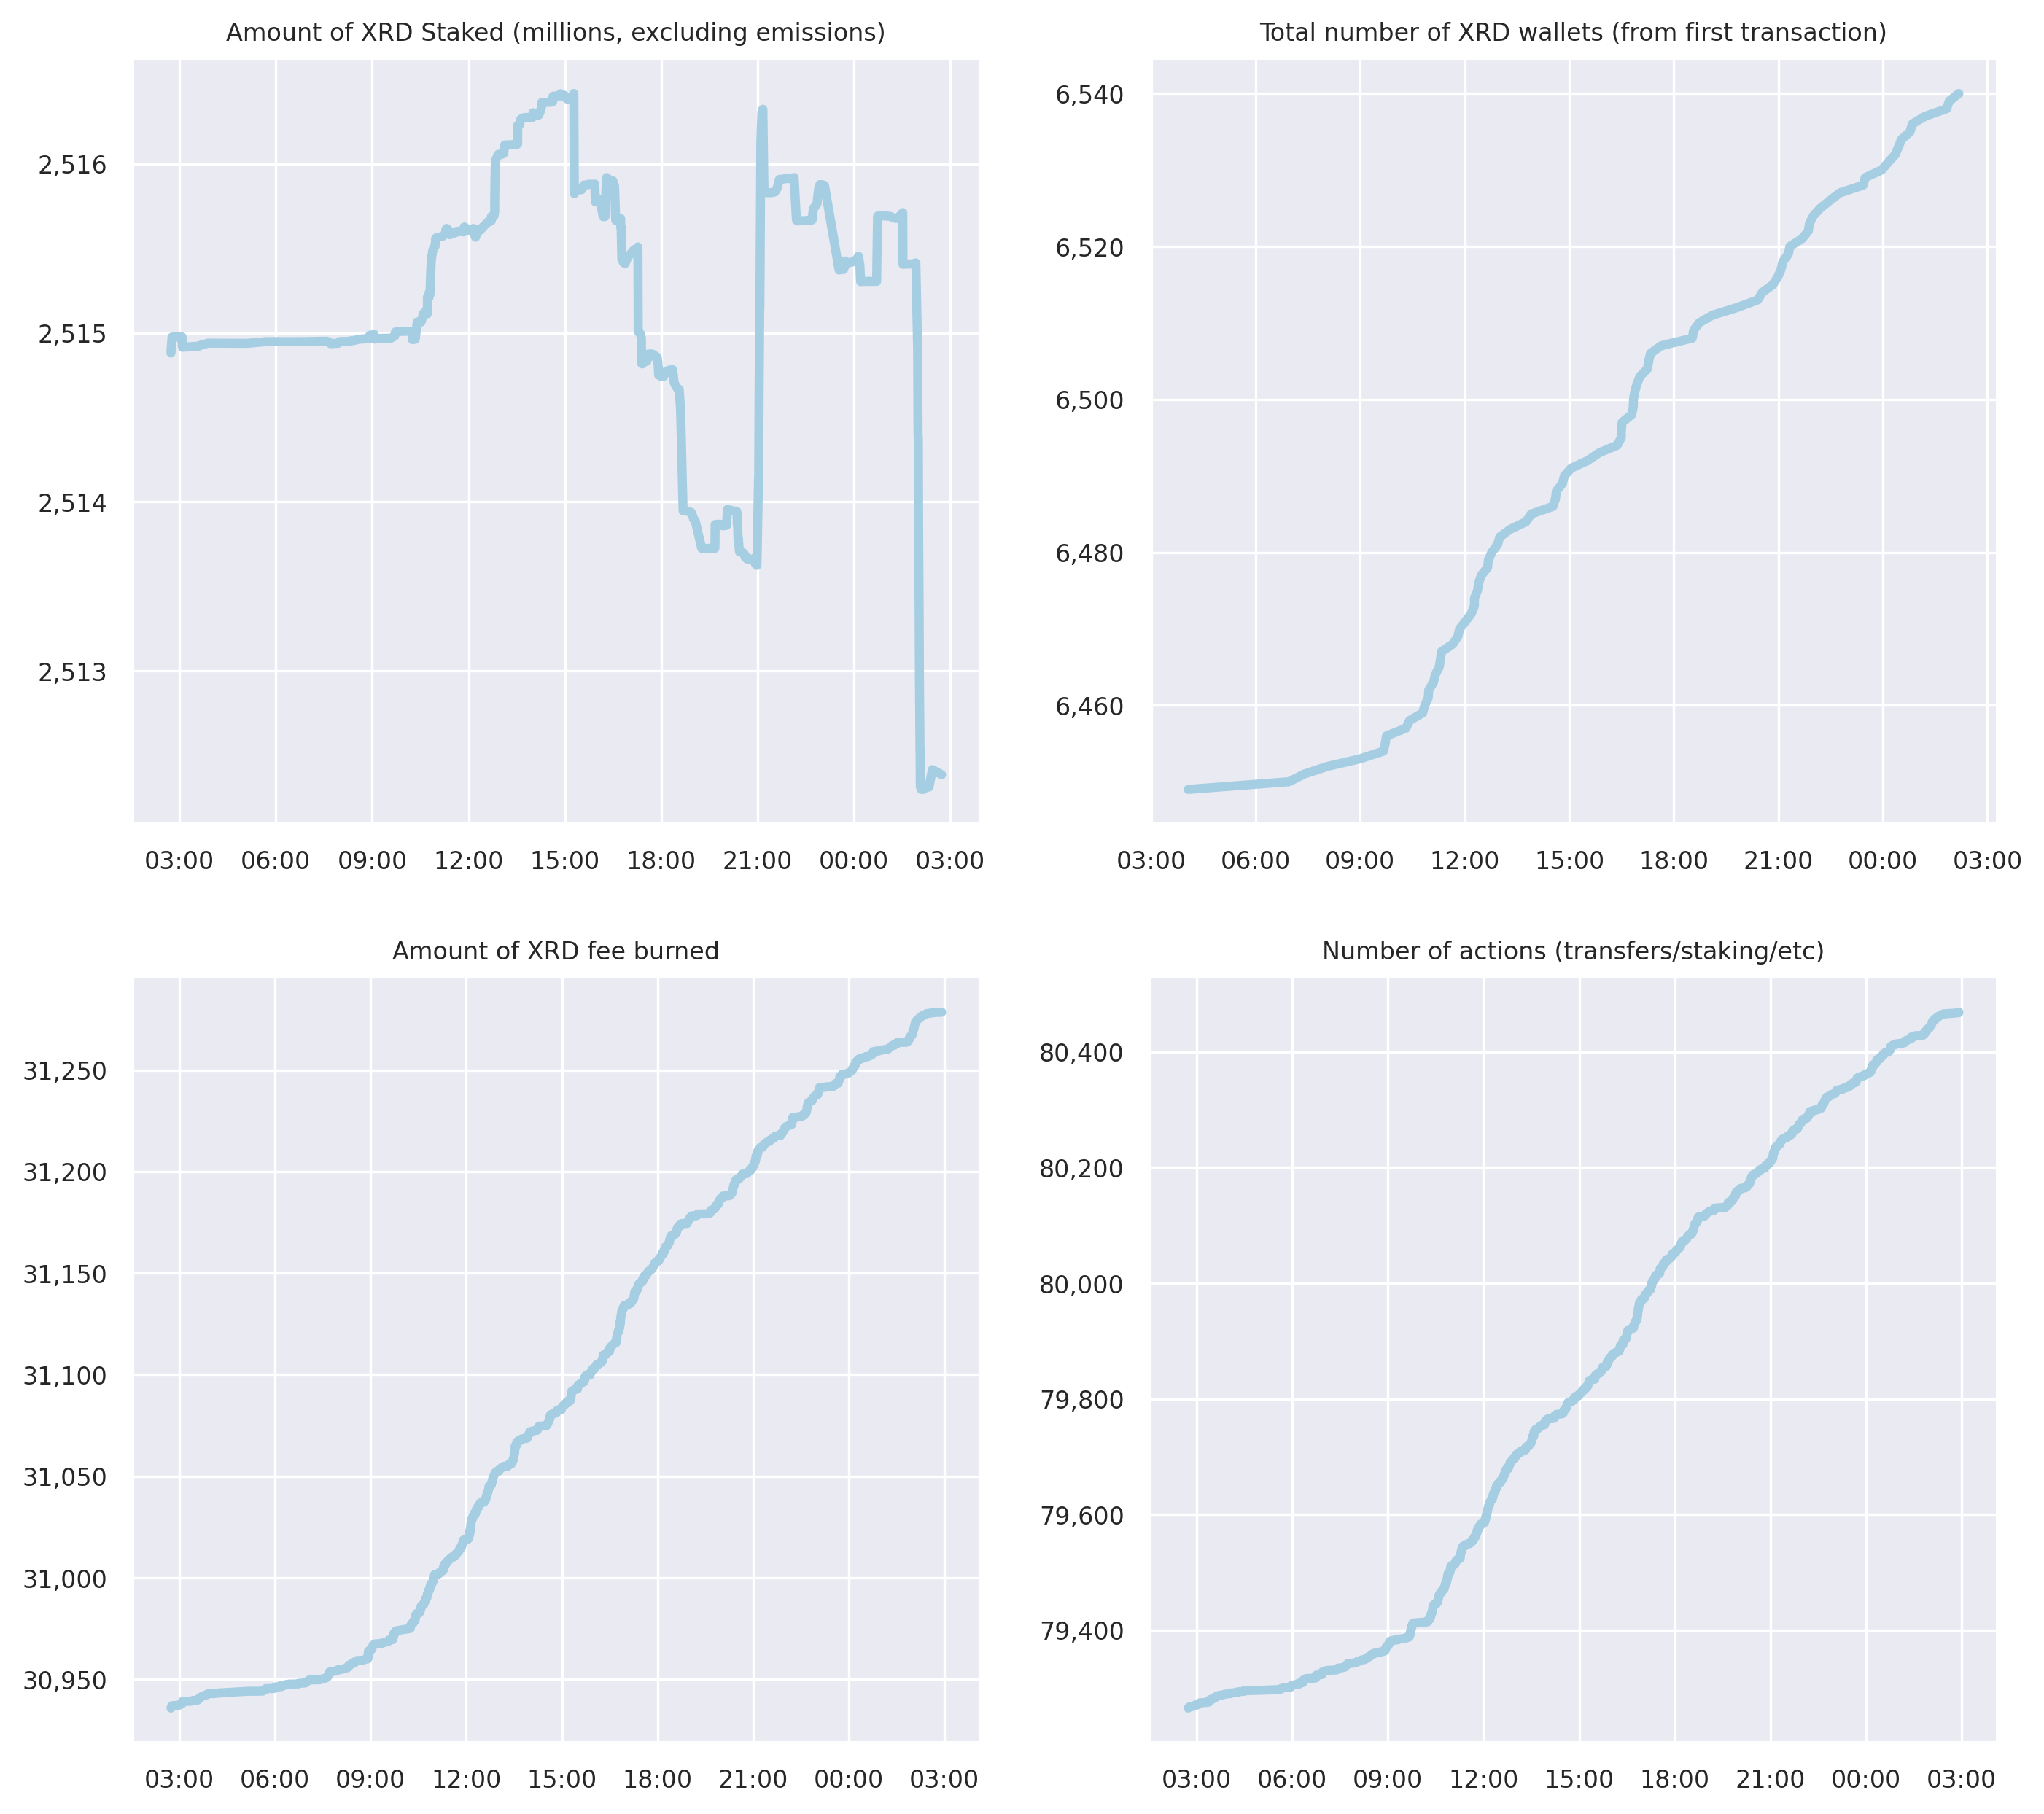 Amount of XRD Staked (millions, excluding emissions)
2,516
2,515
2,514
2,513
03:00 06:00 09:00 12:00 15:00 18:00 21:00 00:00 03:00
Total number of XRD wallets (from first transaction)
6,540
6,520
6,500
6,480
6,460
03:00 06:00 09:00 12:00 15:00 18:00 21:00 00:00 03:00
Amount of XRD fee burned
31,250
31,200
31,150
31,100
31,050
31,000
30,950
03:00 06:00 09:00 12:00 15:00 18:00 21:00 00:00 03:00
Number of actions (transfers/staking/etc)
80,400
80,200
80,000
79,800
79,600
79,400
03:00 06:00 09:00 12:00 15:00 18:00 21:00 00:00 03:00